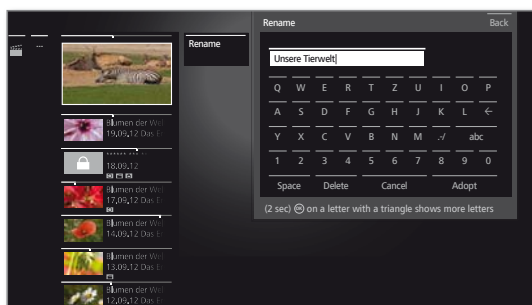 Rename
Back
...
Rename
Unsere Tierwelt
Q W E R T Z U I O P
A S D F G H J K L ←
Y X C V B N M .-/ abc
1 2 3 4 5 6 7 8 9 0
Space Delete Cancel Adopt
(2 sec) OK on a letter with a triangle shows more letters
Blumen der Wel
19.09.12 Das E
18.09.12
Blumen der Wel
17.09.12 Das E
Blumen der Wel
14.09.12 Das E
Blumen der Wel
13.09.12 Das E
Blumen der Wel
12.09.12 Das E